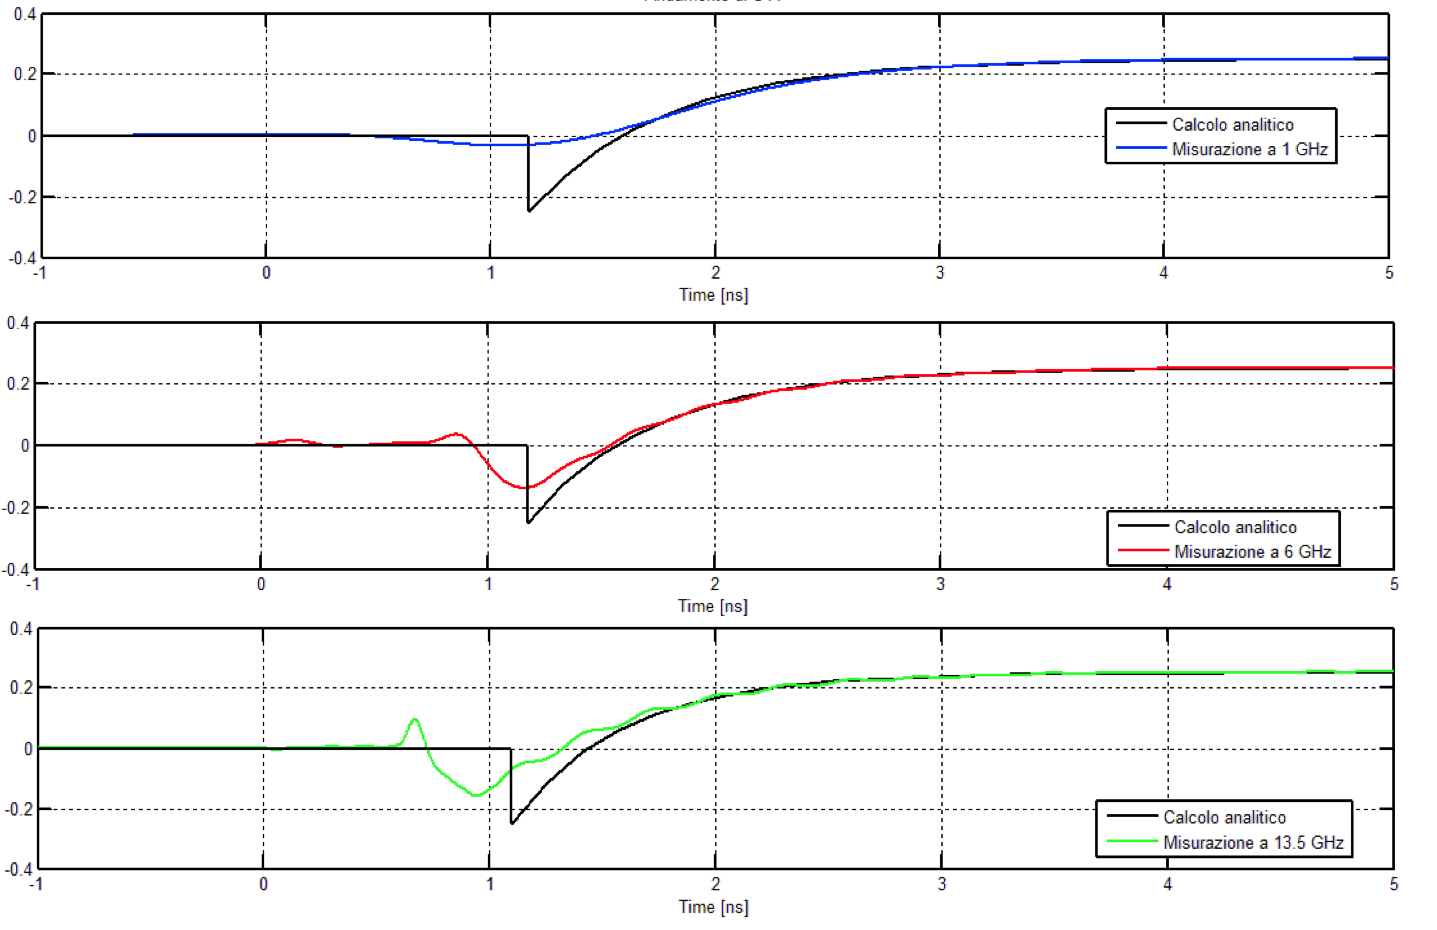 0.4
0.2
0
-0.2
-0.4
-1 0 1 2 3 4 5
Time [ns]
Calcolo analitico
Misurazione a 1 GHz
0.4
0.2
0
-0.2
-0.4
-1 0 1 2 3 4 5
Time [ns]
Calcolo analitico
Misurazione a 6 GHz
0.4
0.2
0
-0.2
-0.4
-1 0 1 2 3 4 5
Time [ns]
Calcolo analitico
Misurazione a 13.5 GHz